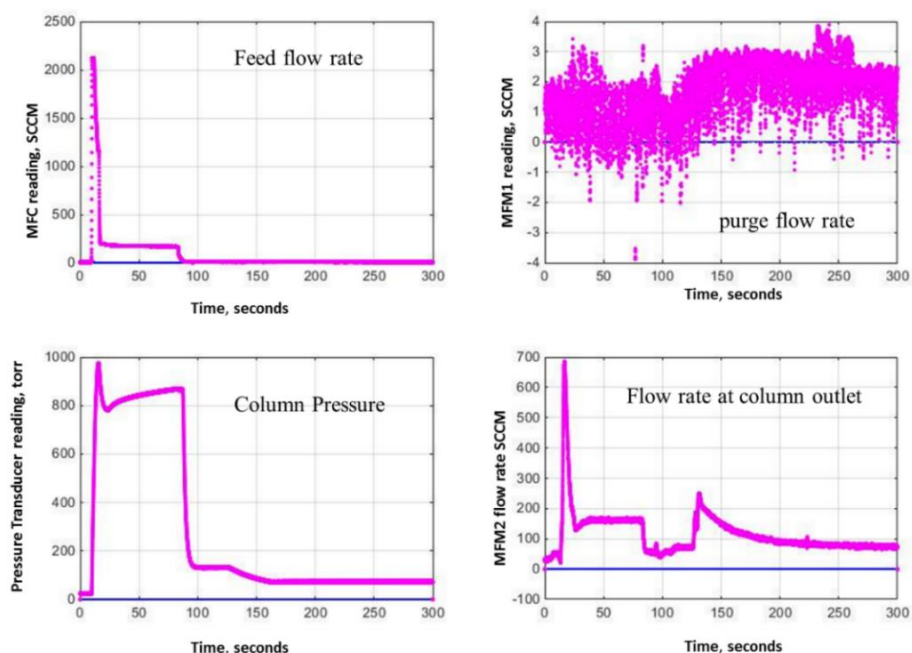 2500
2000
1500
1000
500
0
MFC reading, SCCM
Feed flow rate
0 50 100 150 200 250 300
Time, seconds
4
3
2
1
0
-1
-2
-3
-4
MFM1 reading, SCCM
purge flow rate
0 50 100 150 200 250 300
Time, seconds
1000
800
600
400
200
0
Pressure Transducer reading, torr
Column Pressure
0 50 100 150 200 250 300
Time, seconds
700
600
500
400
300
200
100
0
-100
MFM2 flow rate SCCM
Flow rate at column outlet
0 50 100 150 200 250 300
Time, seconds